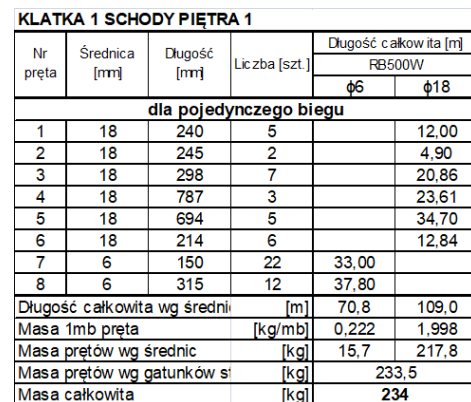 KLATKA 1 SCHODY PIĘTRA 1
Nr pręta Średnica [mm] Długość [mm] Liczba [szt.] Długość całkow ita [m]
RB500W
ϕ6 ϕ18
dla pojedynczego biegu
1 18 240 5 12,00
2 18 245 2 4,90
3 18 298 7 20,86
4 18 787 3 23,61
5 18 694 5 34,70
6 18 214 6 12,84
7 6 150 22 33,00
8 6 315 12 37,80
Długość całkowita wg średni [m] 70,8 109,0
Masa 1mb pręta [kg/mb] 0,222 1,998
Masa prętów wg średnic [kg] 15,7 217,8
Masa prętów wg gatunków st [kg] 233,5
Masa całkowita [kg] 234